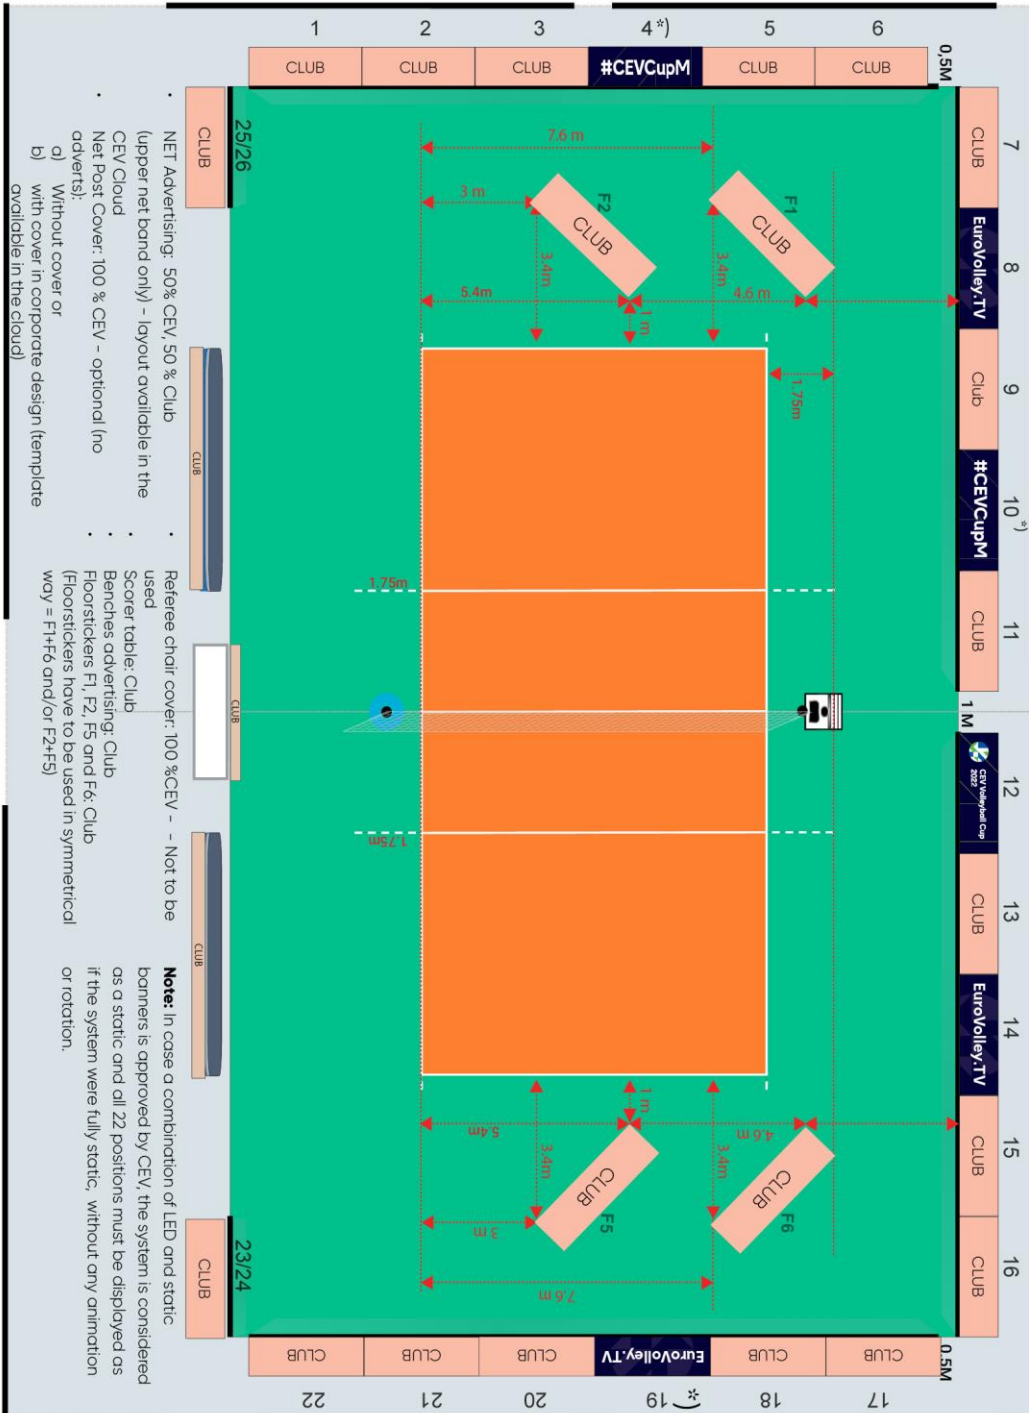 1
2
3
4*)
5
6
CLUB
CLUB
CLUB
#CEVCupM
CLUB
CLUB
0,5M
7
8
9
10*)
11
12
13
14
15
16
CLUB
EuroVolley.TV
Club
#CEVCupM
CLUB
1 M
CEV Volleyball Cup
2022
CLUB
EuroVolley.TV
CLUB
CLUB
0.5M
17
18
19*)
20
21
22
CLUB
CLUB
EuroVolley.TV
CLUB
CLUB
CLUB
7.6 m
3 m
F2
CLUB
3.4m
5.4m
1 m
F1
CLUB
3.4m
4.6 m
1.75m
1.75m
1.75m
1 m
5.4m
3.4m
CLUB
F5
3 m
4.6 m
3.4m
CLUB
F6
7.6 m
25/26
CLUB
CLUB
CLUB
CLUB
23/24
CLUB
• NET Advertising: 50% CEV, 50 % Club
(upper net band only) - layout available in the
CEV Cloud
• Net Post Cover: 100 % CEV - optional (no
adverts):
a) Without cover or
b) with cover in corporate design (template
available in the cloud)
• Referee chair cover: 100 %CEV - - Not to be
used
• Scorer table: Club
• Benches advertising: Club
• Floorstickers F1, F2, F5 and F6: Club
(Floorstickers have to be used in symmetrical
way = F1+F6 and/or F2+F5)
Note: In case a combination of LED and static
banners is approved by CEV, the system is considered
as a static and all 22 positions must be displayed as
if the system were fully static, without any animation
or rotation.